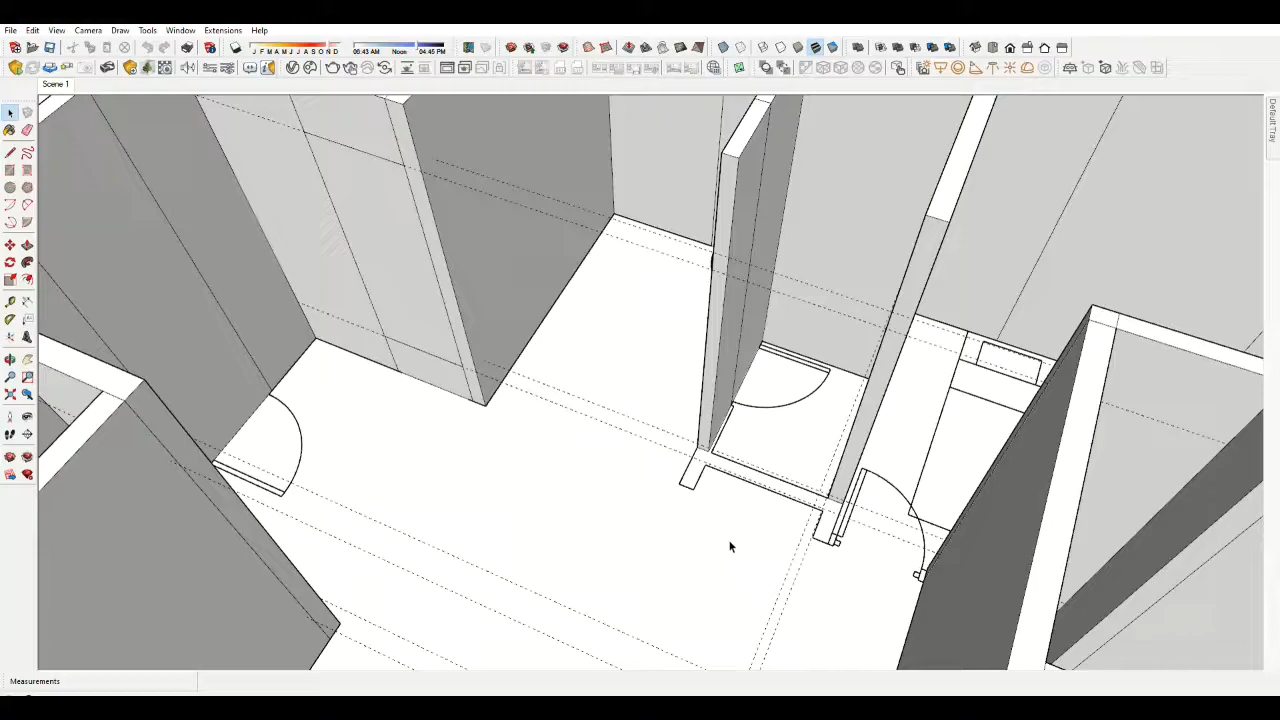 File Edit View Camera Draw Tools Window Extensions Help
J F M A M J J A S O N D 06:43 AM Noon 04:45 PM
Scene 1
Default Tray
Measurements